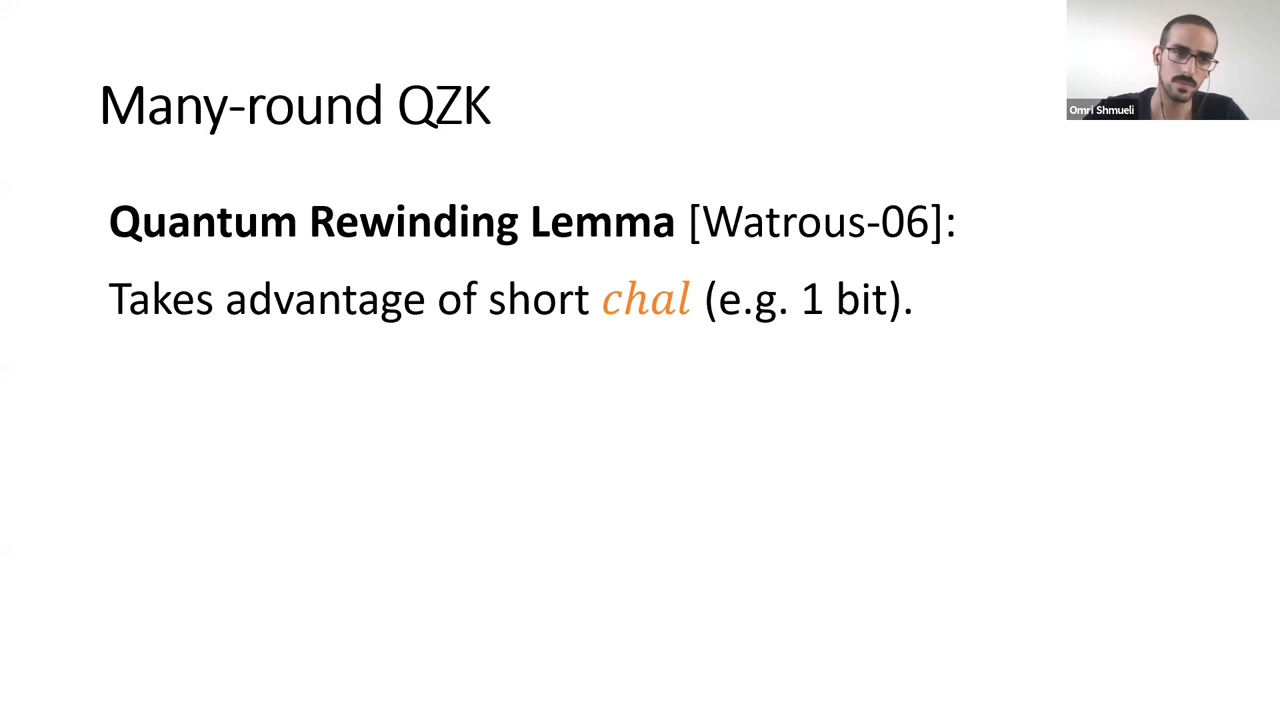 Many-round QZK
Omri Shmueli
Quantum Rewinding Lemma [Watrous-06]:
Takes advantage of short chal (e.g. 1 bit).